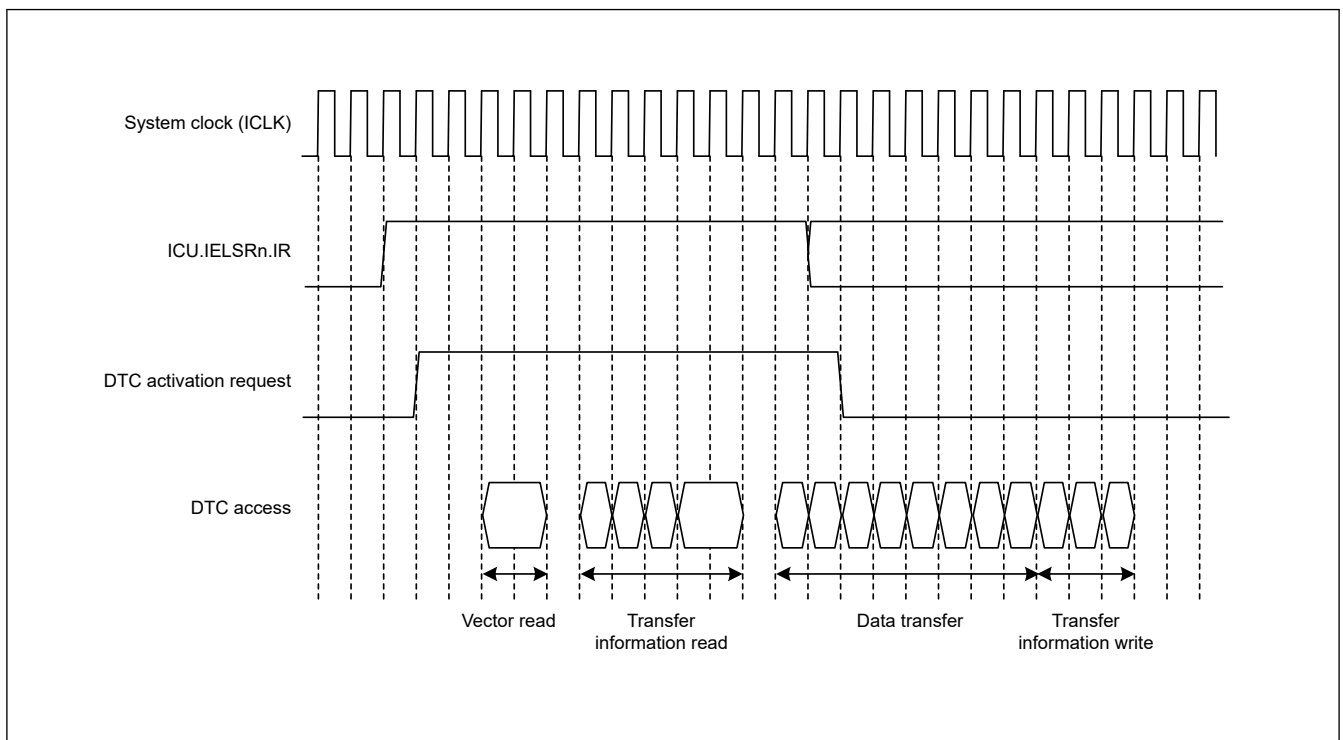 System clock (ICLK)
ICU.IELSRn.IR
DTC activation request
DTC access
Vector read
Transfer
information read
Data transfer
Transfer
information write